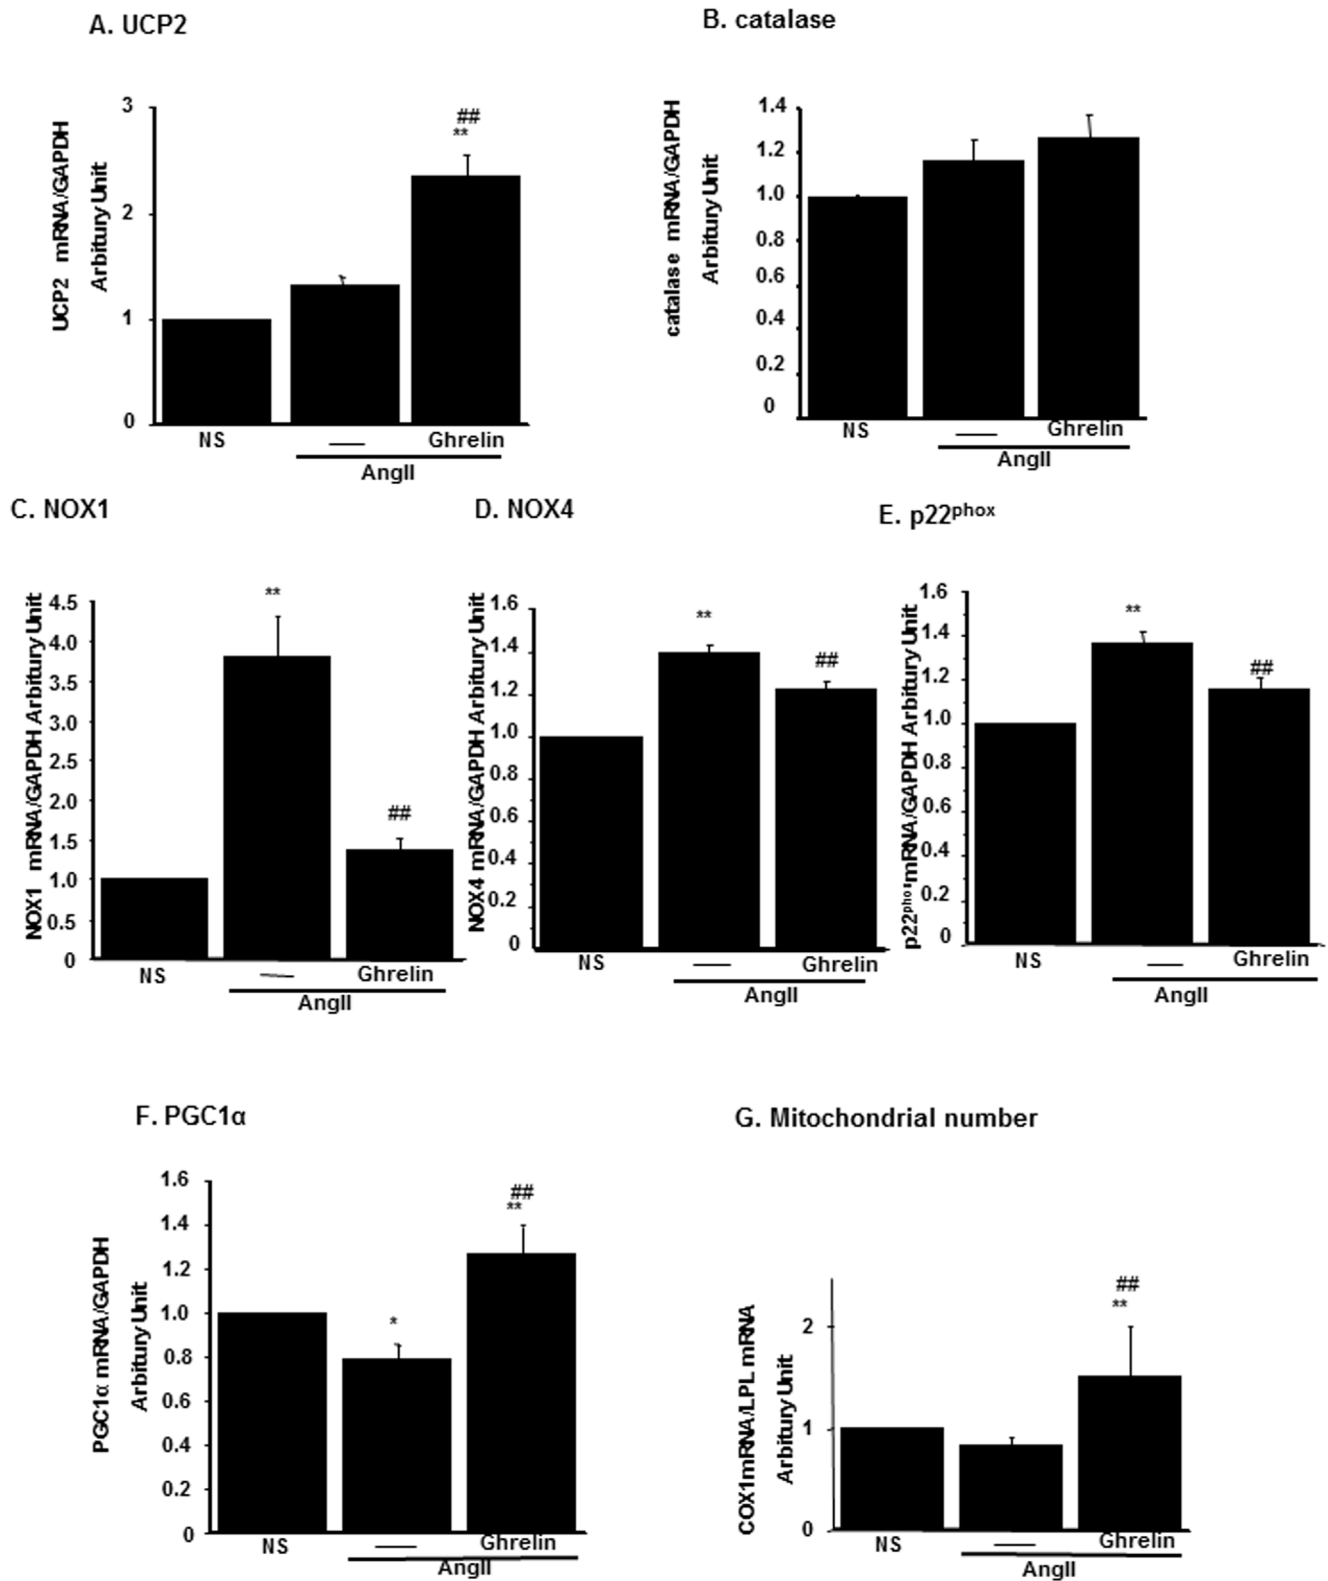 A. UCP2
B. catalase
UCP2 mRNA/GAPDH
Arbitury Unit
3
2
1
0
##
**
NS
—
Ghrelin
AngII
catalase mRNA/GAPDH
Arbitury Unit
1.4
1.2
1.0
0.8
0.6
0.4
0.2
0
NS
—
Ghrelin
AngII
C. NOX1
D. NOX4
E. p22phox
NOX1 mRNA/GAPDH Arbitury Unit
4.5
4.0
3.5
3.0
2.5
2.0
1.5
1.0
0.5
0
**
##
NS
—
Ghrelin
AngII
NOX4 mRNA/GAPDH Arbitury Unit
1.6
1.4
1.2
1.0
0.8
0.6
0.4
0.2
0
**
##
NS
—
Ghrelin
AngII
mRNA/GAPDH Arbitury Unit
1.6
1.4
1.2
1.0
0.8
0.6
0.4
0.2
0
**
##
NS
—
Ghrelin
AngII
F. PGC1α
G. Mitochondrial number
PGC1α mRNA/GAPDH
Arbitury Unit
1.6
1.4
1.2
1.0
0.8
0.6
0.4
0.2
0
*
##
**
NS
—
Ghrelin
AngII
COX1mRNA/LPL mRNA
Arbitury Unit
2
1
0
##
**
NS
—
Ghrelin
AngII